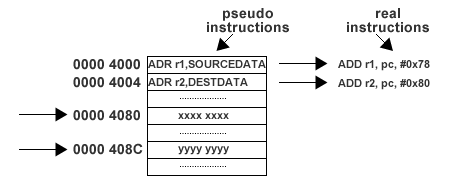 pseudo instructions
real instructions
0000 4000 ADR r1,SOURCEDATA ADD r1, pc, #0x78
0000 4004 ADR r2,DESTDATA ADD r2, pc, #0x80
..................
0000 4080 xxxx xxxx
..................
0000 408C yyyy yyyy
..................